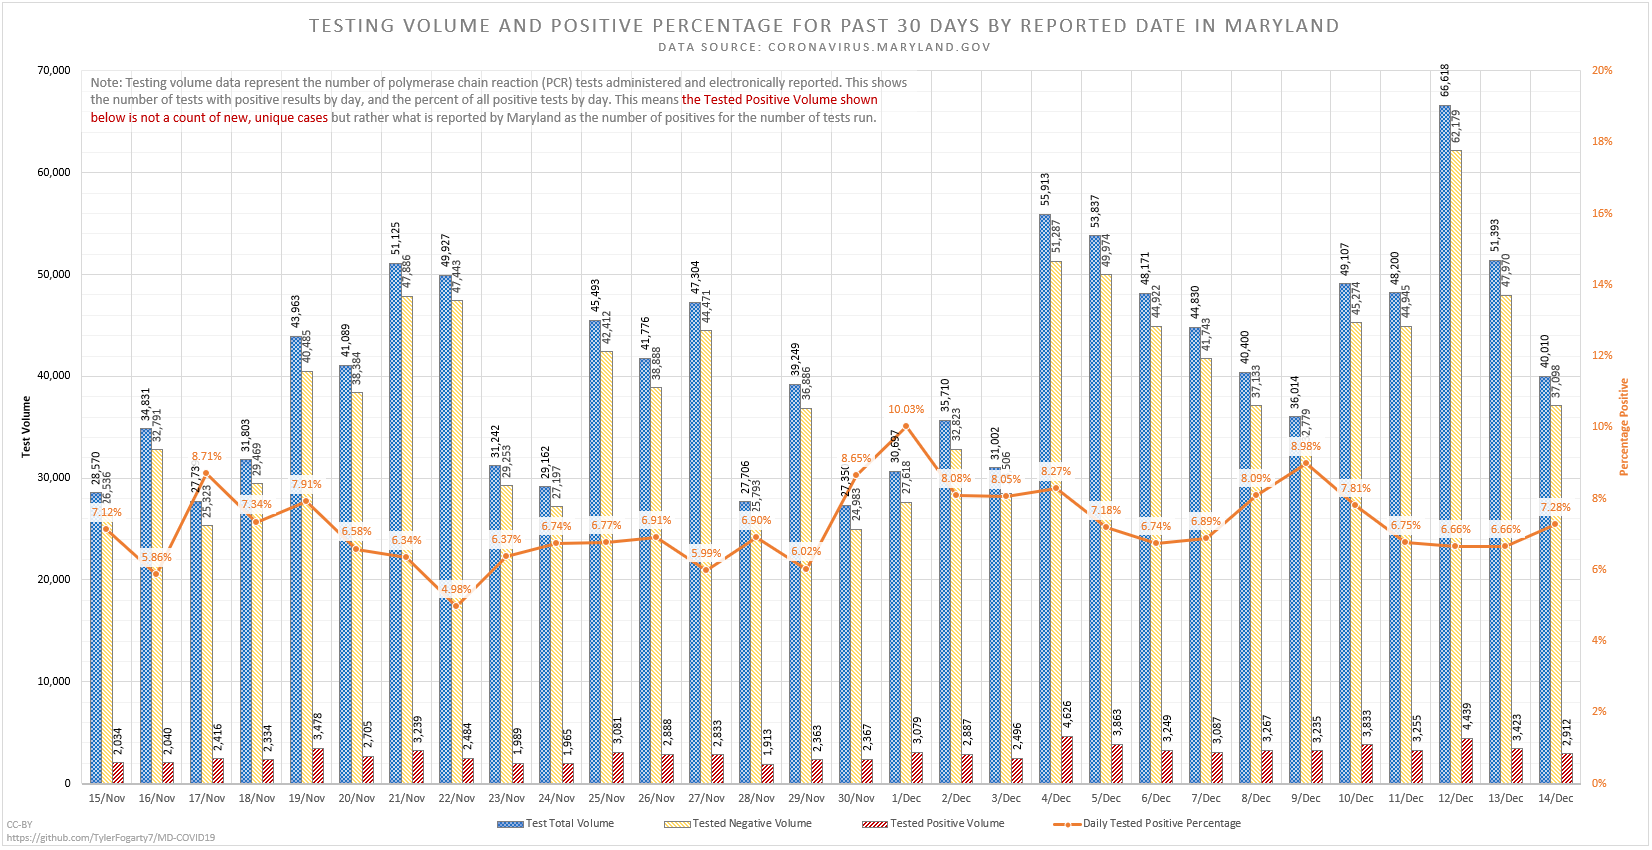 TESTING VOLUME AND POSITIVE PERCENTAGE FOR PAST 30 DAYS BY REPORTED DATE IN MARYLAND
DATA SOURCE: CORONAVIRUS.MARYLAND.GOV
Note: Testing volume data represent the number of polymerase chain reaction (PCR) tests administered and electronically reported. This shows
the number of tests with positive results by day, and the percent of all positive tests by day. This means the Tested Positive Volume shown
below is not a count of new, unique cases but rather what is reported by Maryland as the number of positives for the number of tests run.
Test Volume
70,000
60,000
50,000
40,000
30,000
20,000
10,000
0
Percentage Positive
20%
18%
16%
14%
12%
10%
8%
6%
4%
2%
0%
28,570 26,536 7.12% 2,034
34,831 32,791 5.86% 2,040
27,73 25,323 8.71% 2,416
31,803 29,469 7.34% 2,334
43,963 40,485 7.91% 3,478
41,089 38,384 6.58% 2,705
51,125 47,886 6.34% 3,239
49,927 47,443 4.98% 2,484
31,242 29,253 6.37% 1,989
29,162 27,197 6.74% 1,965
45,493 42,412 6.77% 3,081
41,776 38,888 6.91% 2,888
47,304 44,471 5.99% 2,833
27,706 25,793 6.90% 1,913
39,249 36,886 6.02% 2,363
27,350 24,983 8.65% 2,367
30,697 27,618 10.03% 3,079
35,710 32,823 8.08% 2,887
31,002 506 8.05% 2,496
55,913 51,287 8.27% 4,626
53,837 49,974 7.18% 3,863
48,171 44,922 6.74% 3,249
44,830 41,743 6.89% 3,087
40,400 37,133 8.09% 3,267
36,014 2,779 8.98% 3,235
49,107 45,274 7.81% 3,833
48,200 44,945 6.75% 3,255
66,618 62,179 6.66% 4,439
51,393 47,970 6.66% 3,423
40,010 37,098 7.28% 2,912
15/Nov 16/Nov 17/Nov 18/Nov 19/Nov 20/Nov 21/Nov 22/Nov 23/Nov 24/Nov 25/Nov 26/Nov 27/Nov 28/Nov 29/Nov 30/Nov 1/Dec 2/Dec 3/Dec 4/Dec 5/Dec 6/Dec 7/Dec 8/Dec 9/Dec 10/Dec 11/Dec 12/Dec 13/Dec 14/Dec
Test Total Volume Tested Negative Volume Tested Positive Volume Daily Tested Positive Percentage
CC-BY
https://github.com/TylerFogarty7/MD-COVID19